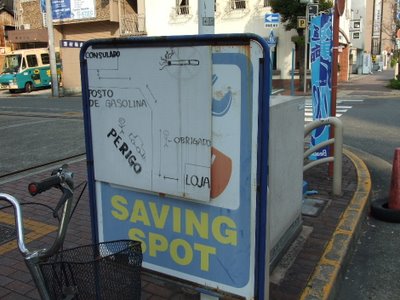 CONSULADO
POSTO
DE GASOLINA
PERIGO
OBRIGADO
LOJA
SAVING
SPOT